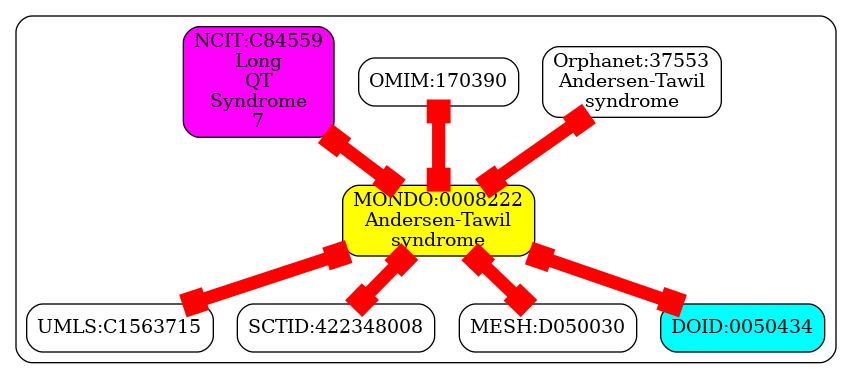 NCIT:C84559
Long
QT
Syndrome
7
OMIM:170390
Orphanet:37553
Andersen-Tawil
syndrome
MONDO:0008222
Andersen-Tawil
syndrome
UMLS:C1563715
SCTID:422348008
MESH:D050030
DOID:0050434